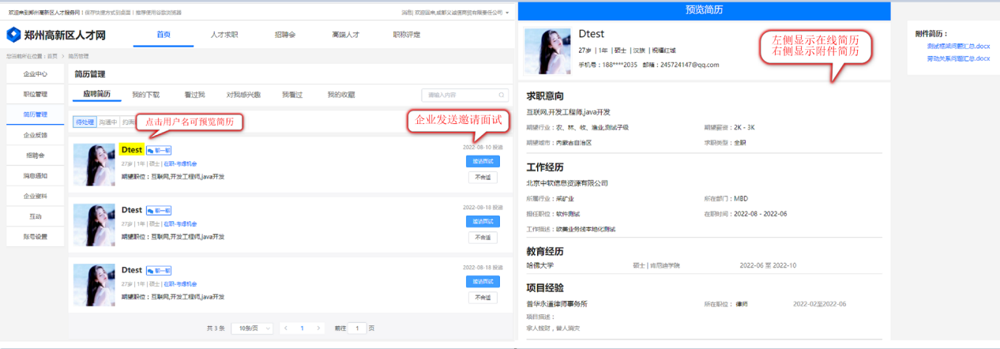 欢迎来到郑州高新区人才服务网！保存快捷方式到桌面 | 推荐使用谷歌浏览器
消息| 欢迎回来,成都义诚信商贸有限责任公司
郑州高新区人才网
首页
人才求职
招聘会
高端人才
职称评定
您当前所在位置：首页 > 简历管理
企业中心
职位管理
简历管理
企业反馈
招聘会
消息通知
企业资料
互动
账号设置
简历管理
应聘简历
我的下载
看过我
对我感兴趣
我看过
我的收藏
请输入内容
待处理
沟通中
点击用户名可预览简历
企业发送邀请面试
Dtest
聊一聊
2022-08-10 投递
27岁 | 1年 | 硕士 | 在职-考虑机会
邀请面试
期望职位：互联网,开发工程师,java开发
不合适
Dtest
聊一聊
2022-08-18 投递
27岁 | 1年 | 硕士 | 在职-考虑机会
邀请面试
期望职位：互联网,开发工程师,java开发
不合适
Dtest
聊一聊
2022-08-18 投递
27岁 | 1年 | 硕士 | 在职-考虑机会
邀请面试
期望职位：互联网,开发工程师,java开发
不合适
共 3 条
10条/页
< 1 >
前往 1 页
预览简历
Dtest
27岁 | 1年 | 硕士 | 汉族 | 祝福红城
手机号：188****2035 邮箱：245724147@qq.com
左侧显示在线简历
右侧显示附件简历
附件简历：
测试框架问题汇总.docx
劳动关系问题汇总.docx
求职意向
互联网,开发工程师,java开发
期望行业：农、林、牧、渔业,测试子级
期望薪资：2K - 3K
期望城市：内蒙古自治区
求职类型：全职
工作经历
北京中软信息资源有限公司
所属行业：采矿业
所在部门：MBD
担任职位：软件测试
在职时间：2022-08 - 2022-06
工作描述：欧美业务线本地化测试
教育经历
哈佛大学
硕士 | 肯尼迪学院
2022-06 至 2022-10
项目经验
普华永道律师事务所
所在职位： 律师
2022-02至2022-06
项目描述：
拿人钱财，替人消灾